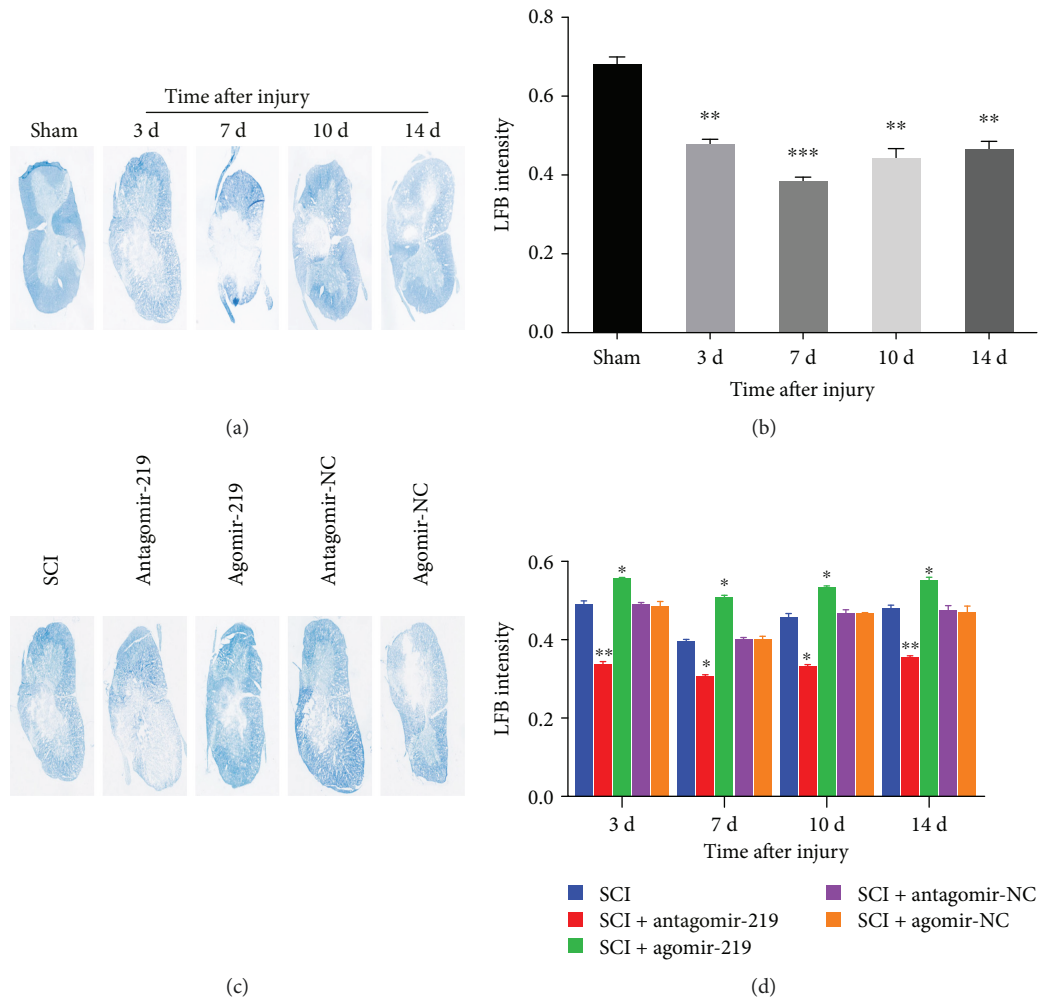 Time after injury
Sham
3 d
7 d
10 d
14 d
(a)
0.8
0.6
0.4
0.2
0.0
LFB intensity
**
***
**
**
Sham
3 d
7 d
10 d
14 d
Time after injury
(b)
SCI
Antagomir-219
Agomir-219
Antagomir-NC
Agomir-NC
(c)
0.6
0.4
0.2
0.0
LFB intensity
**
*
*
*
*
*
**
*
3 d
7 d
10 d
14 d
Time after injury
SCI
SCI + antagomir-219
SCI + agomir-219
SCI + antagomir-NC
SCI + agomir-NC
(d)